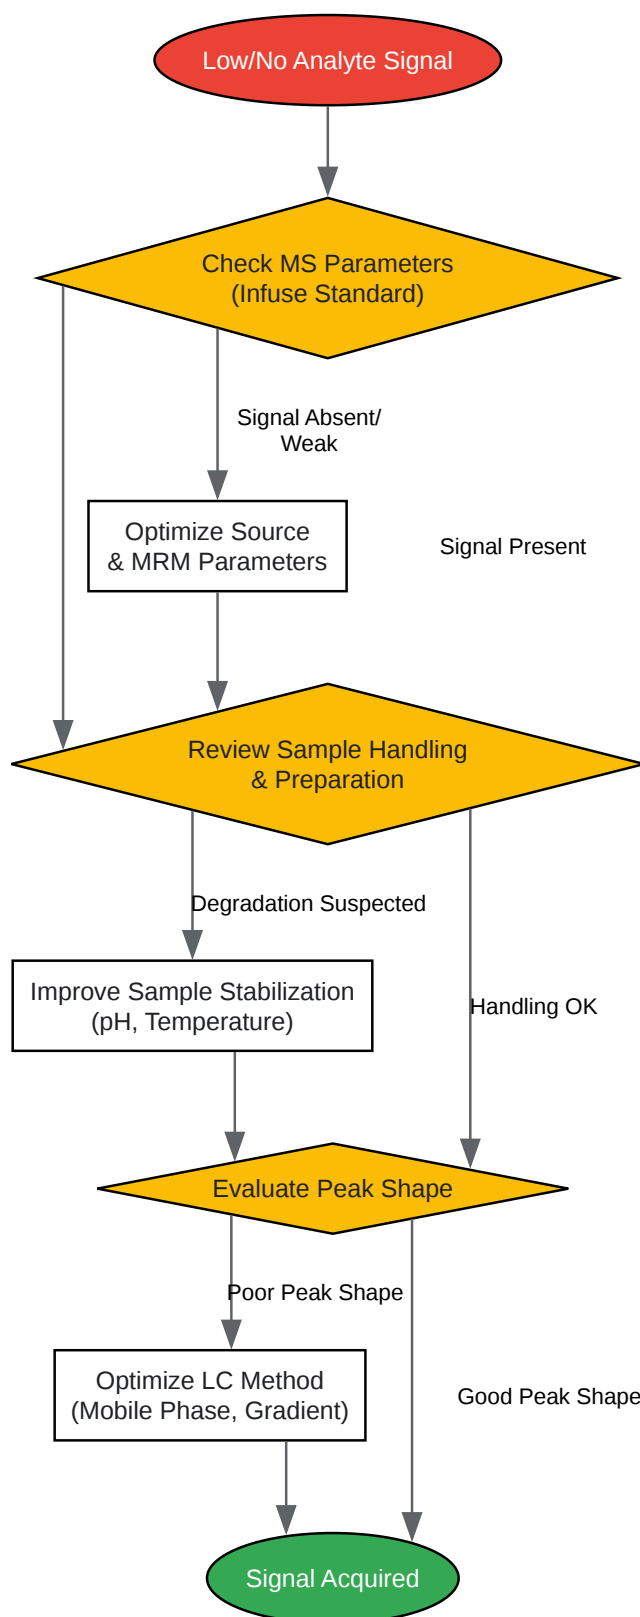 Low/No Analyte Signal
Check MS Parameters
(Infuse Standard)
Signal Absent/
Weak
Optimize Source
& MRM Parameters
Signal Present
Review Sample Handling
& Preparation
Degradation Suspected
Improve Sample Stabilization
(pH, Temperature)
Handling OK
Evaluate Peak Shape
Poor Peak Shape
Optimize LC Method
(Mobile Phase, Gradient)
Good Peak Shape
Signal Acquired